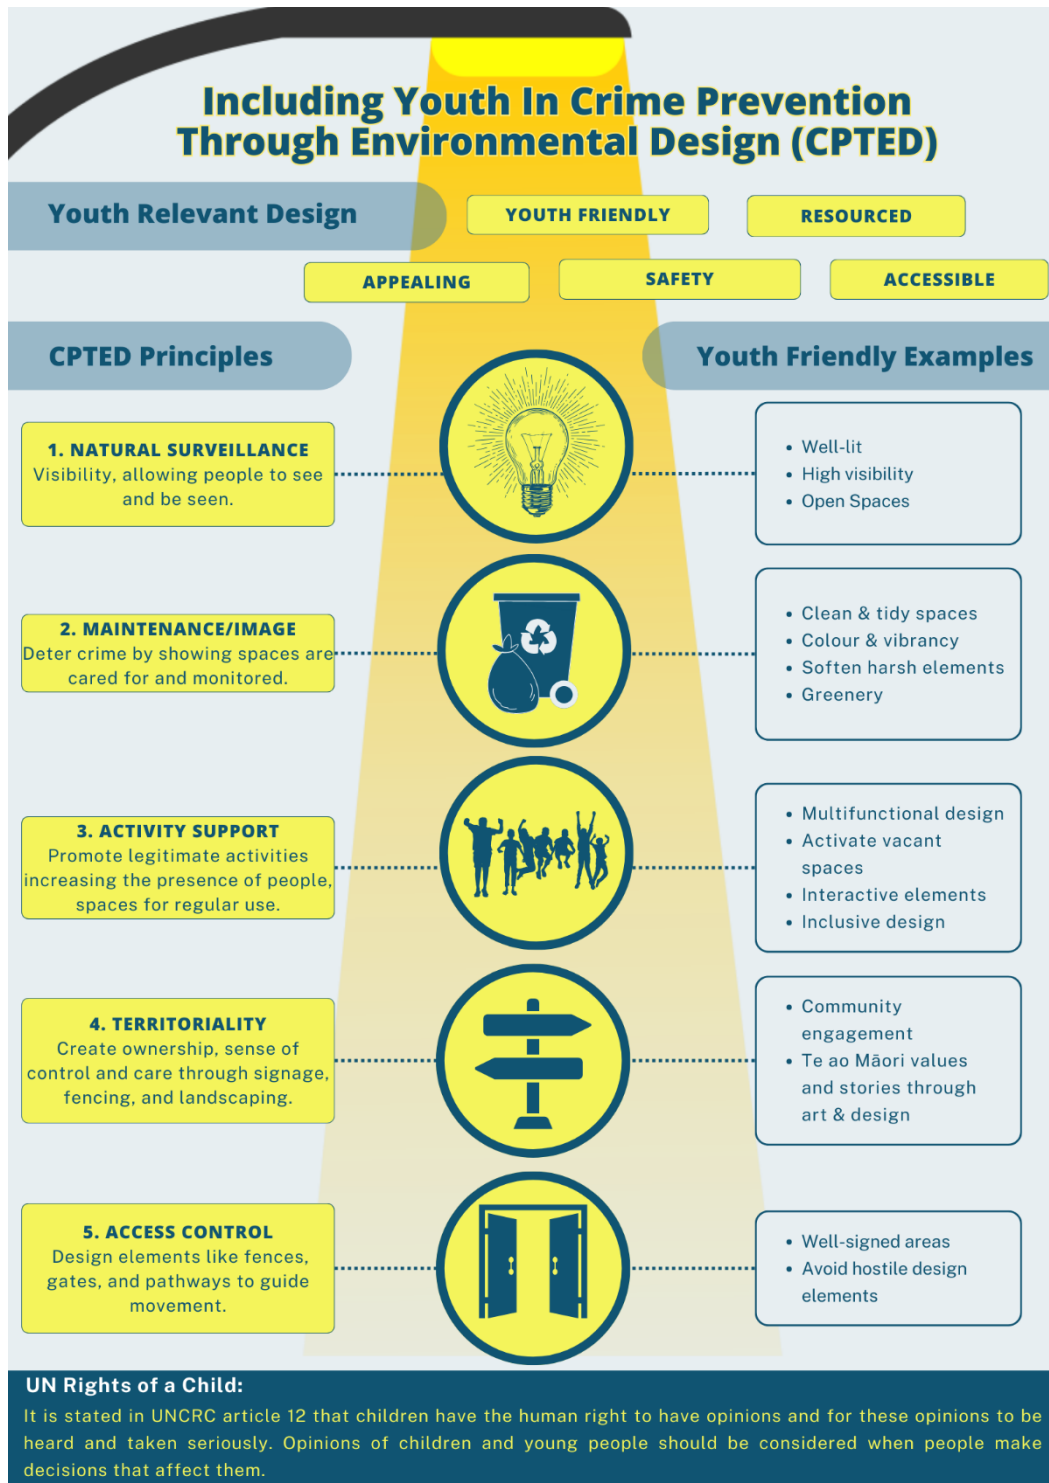 Including Youth In Crime Prevention
Through Environmental Design (CPTED)
Youth Relevant Design
YOUTH FRIENDLY
RESOURCED
APPEALING
SAFETY
ACCESSIBLE
CPTED Principles
Youth Friendly Examples
1. NATURAL SURVEILLANCE
Visibility, allowing people to see
and be seen.
• Well-lit
• High visibility
• Open Spaces
2. MAINTENANCE/IMAGE
Deter crime by showing spaces are
cared for and monitored.
• Clean & tidy spaces
• Colour & vibrancy
• Soften harsh elements
• Greenery
3. ACTIVITY SUPPORT
Promote legitimate activities
increasing the presence of people,
spaces for regular use.
• Multifunctional design
• Activate vacant
spaces
• Interactive elements
• Inclusive design
4. TERRITORIALITY
Create ownership, sense of
control and care through signage,
fencing, and landscaping.
• Community
engagement
• Te ao Māori values
and stories through
art & design
5. ACCESS CONTROL
Design elements like fences,
gates, and pathways to guide
movement.
• Well-signed areas
• Avoid hostile design
elements
UN Rights of a Child:
It is stated in UNCRC article 12 that children have the human right to have opinions and for these opinions to be
heard and taken seriously. Opinions of children and young people should be considered when people make
decisions that affect them.